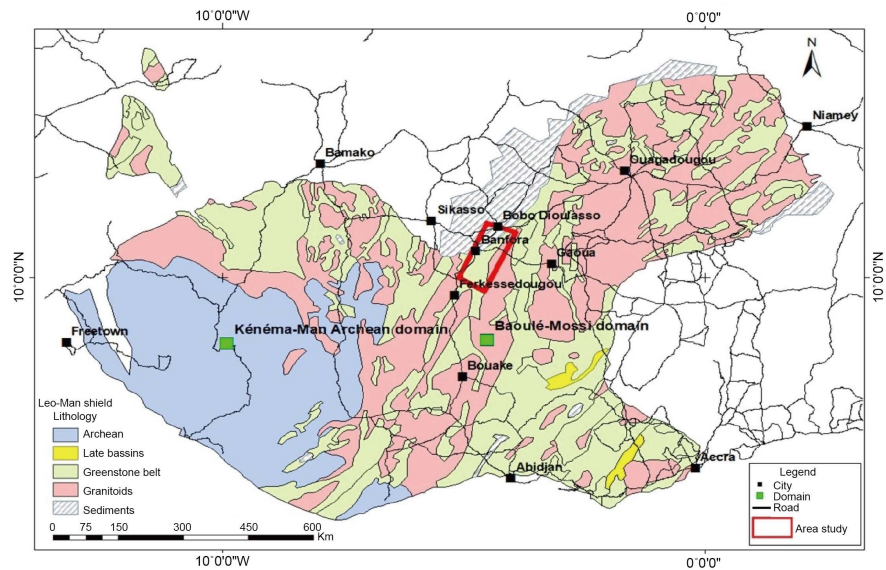 10°0'0"W
0°0'0"
N
Niamey
Bamako
Ouagadougou
Sikasso
Bobo Dioulasso
Banfora
Gaoua
10°0'0"N
10°0'0"N
Ferkessedougou
Freetown
Kénéma-Man Archean domain
Baoulé-Mossi domain
Bouake
Leo-Man shield
Lithology
Archean
Late bassins
Greenstone belt
Granitoids
Sediments
Abidjan
Accra
Legend
City
Domain
Road
Area study
0 75 150 300 450 600
Km
10°0'0"W
0°0'0"